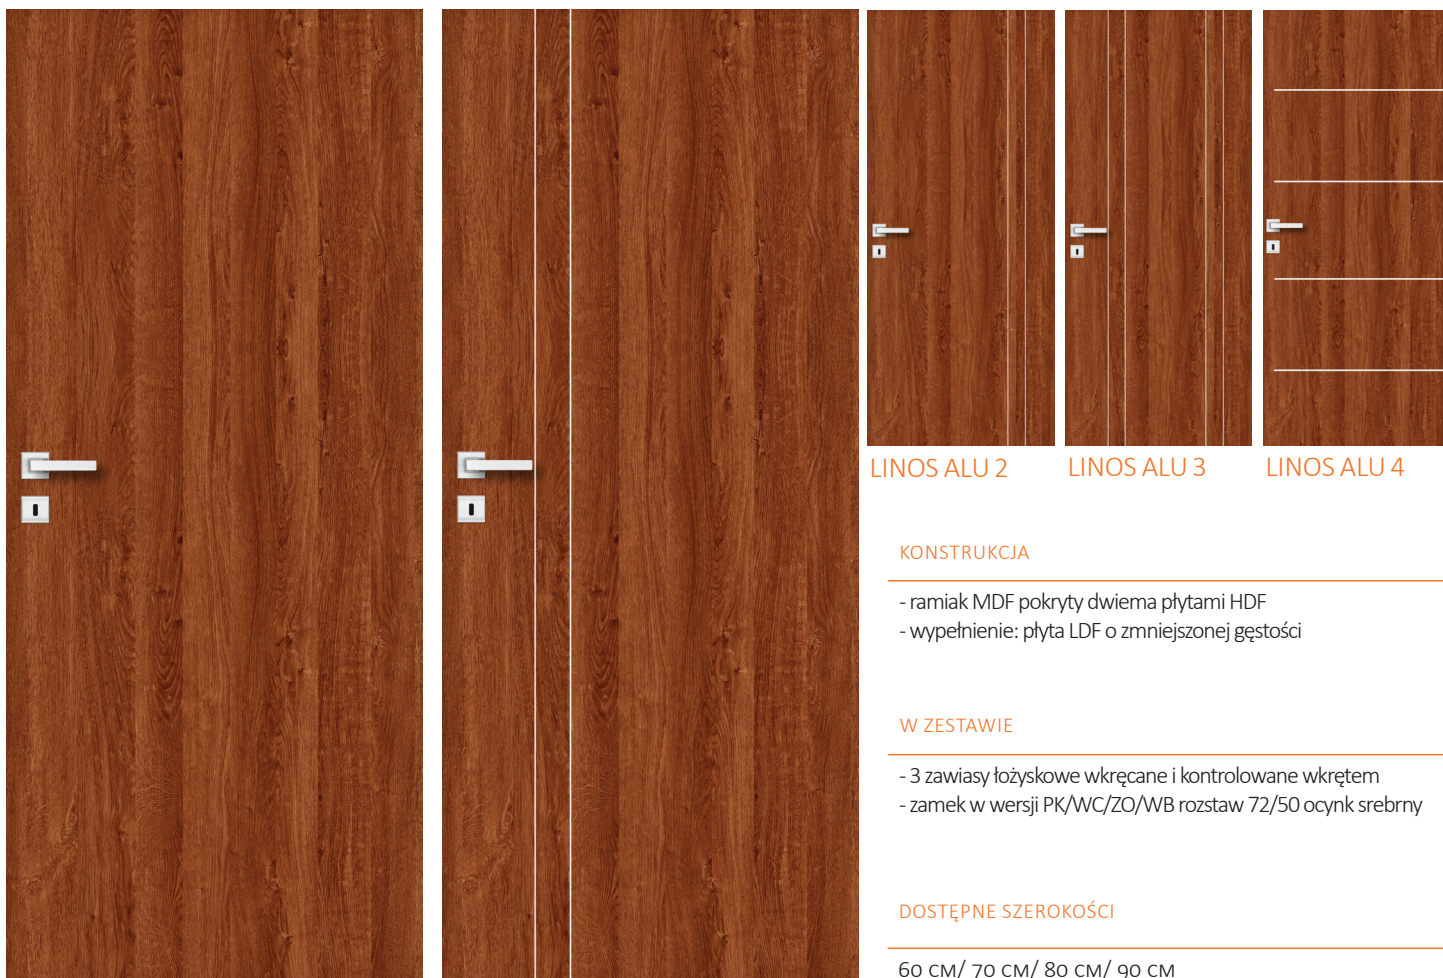 LINOS ALU 2
LINOS ALU 3
LINOS ALU 4
KONSTRUKCJA
- ramiak MDF pokryty dwiema płytami HDF
- wypełnienie: płyta LDF o zmniejszonej gęstości
W ZESTAWIE
- 3 zawiasy łożyskowe wkręcane i kontrolowane wkrętem
- zamek w wersji PK/WC/ZO/WB rozstaw 72/50 ocynk srebrny
DOSTĘPNE SZEROKOŚCI
60 CM/ 70 CM/ 80 CM/ 90 CM